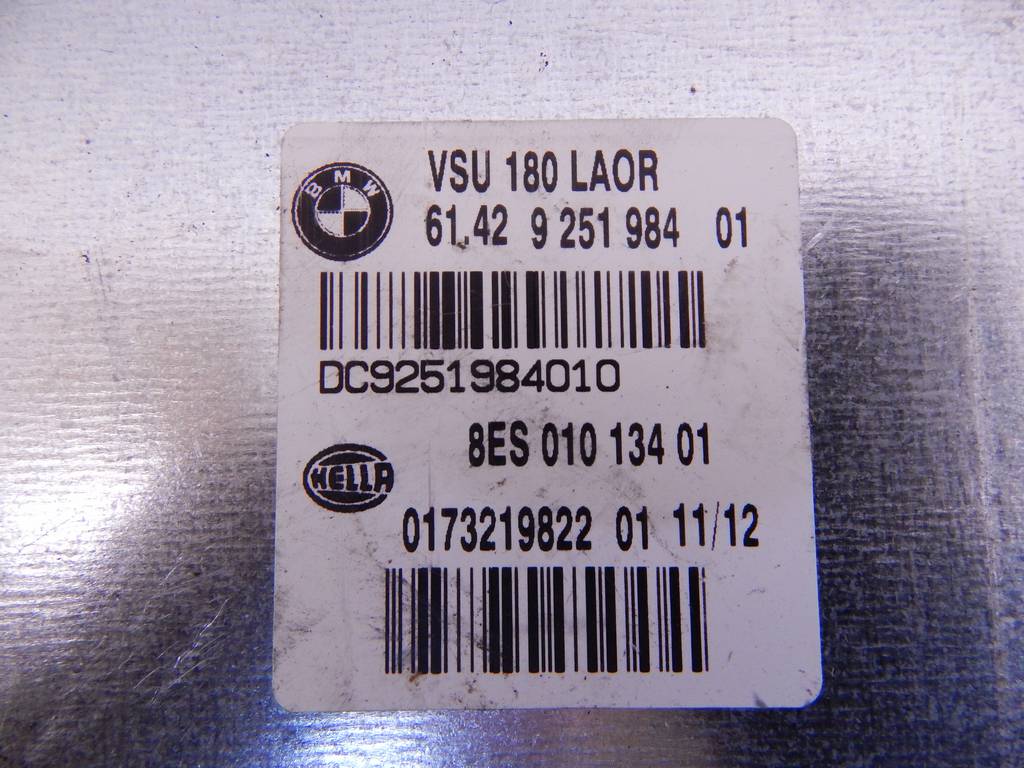 BMW
VSU 180 LAOR
61.42 9 251 984 01
DC9251984010
8ES 010 134 01
HELLA
0173219822 01 11/12